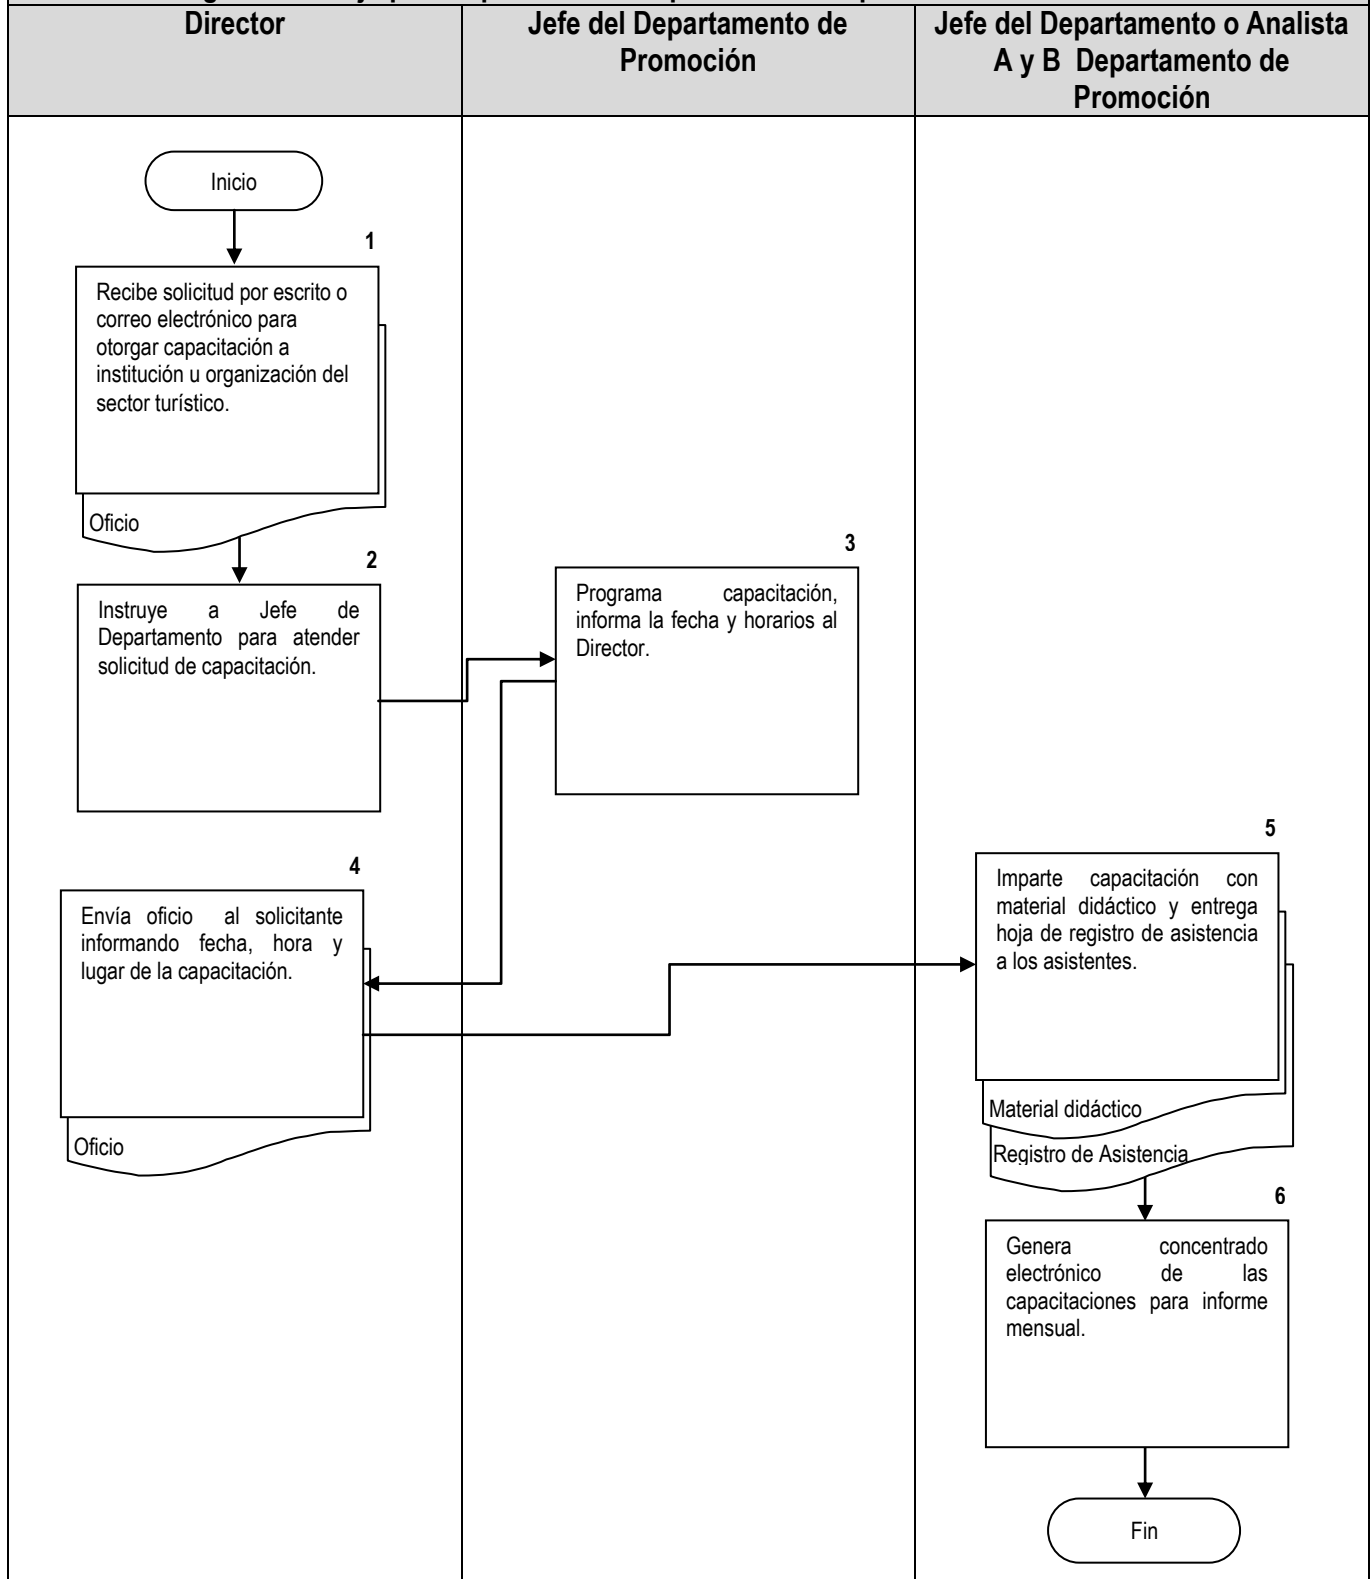 Director
Jefe del Departamento de
Promoción
Jefe del Departamento o Analista
A y B Departamento de
Promoción
Inicio
1
Recibe solicitud por escrito o
correo electrónico para
otorgar capacitación a
institución u organización del
sector turístico.
Oficio
2
Instruye a Jefe de
Departamento para atender
solicitud de capacitación.
3
Programa capacitación,
informa la fecha y horarios al
Director.
4
Envía oficio al solicitante
informando fecha, hora y
lugar de la capacitación.
Oficio
5
Imparte capacitación con
material didáctico y entrega
hoja de registro de asistencia
a los asistentes.
Material didáctico
Registro de Asistencia
6
Genera concentrado
electrónico de las
capacitaciones para informe
mensual.
Fin